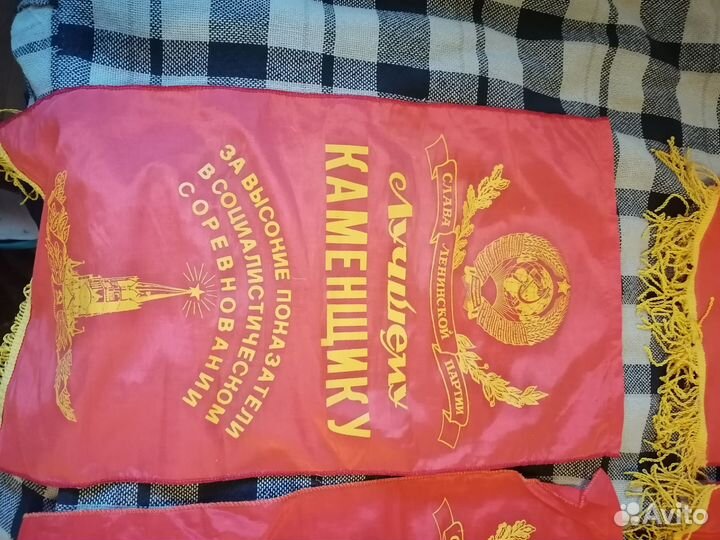 СЛАВА ЛЕНИНСКОЙ ПАРТИИ
Лучшему
КАМЕНЩИКУ
ЗА ВЫСОКИЕ ПОКАЗАТЕЛИ
В СОЦИАЛИСТИЧЕСКОМ
СОРЕВНОВАНИИ
Avito